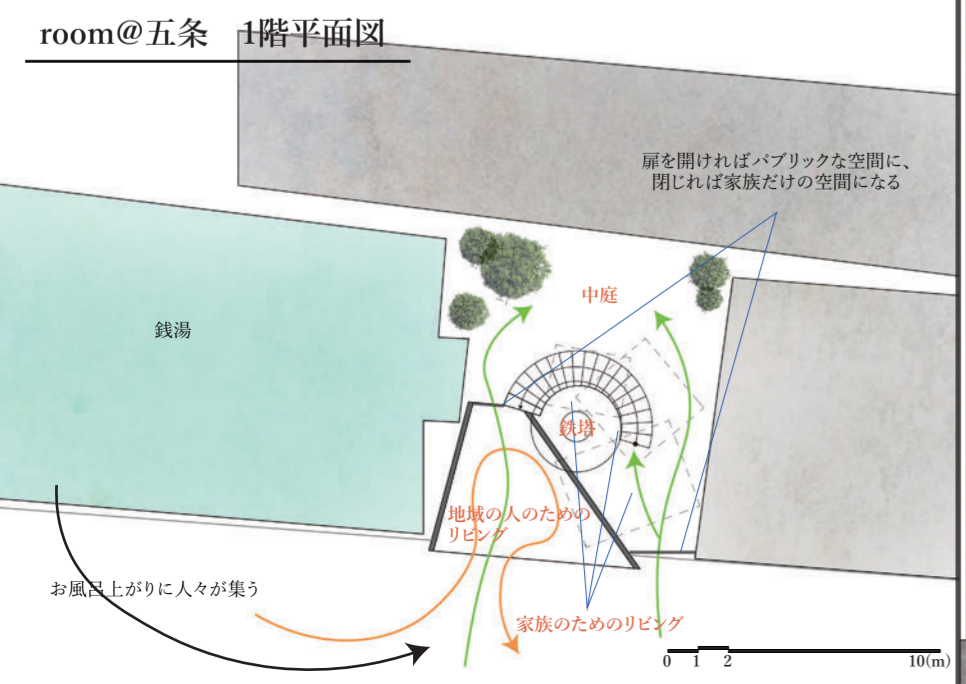 room@五条　1階平面図
扉を開ければパブリックな空間に、
閉じれば家族だけの空間になる
中庭
銭湯
鉄塔
地域の人のための
リビング
お風呂上がりに人々が集う
家族のためのリビング
0 1 2 10(m)